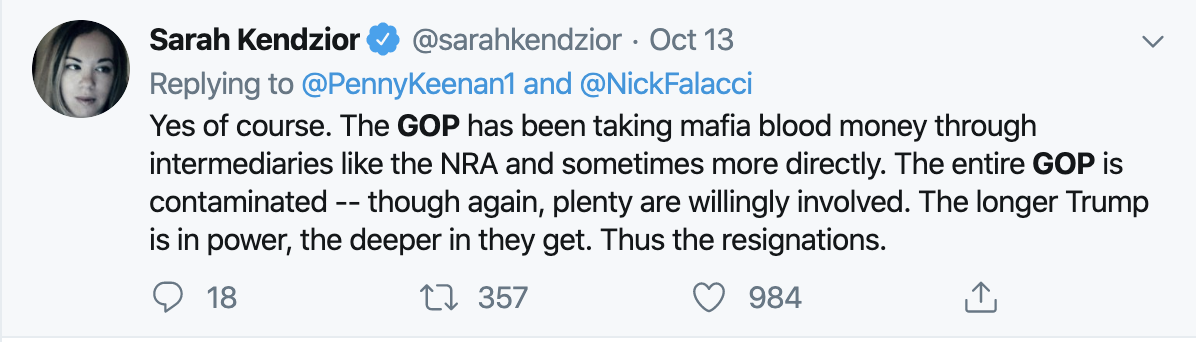 Sarah Kendzior @sarahkendzior · Oct 13
Replying to @PennyKeenan1 and @NickFalacci
Yes of course. The GOP has been taking mafia blood money through
intermediaries like the NRA and sometimes more directly. The entire GOP is
contaminated -- though again, plenty are willingly involved. The longer Trump
is in power, the deeper in they get. Thus the resignations.
18 357 984